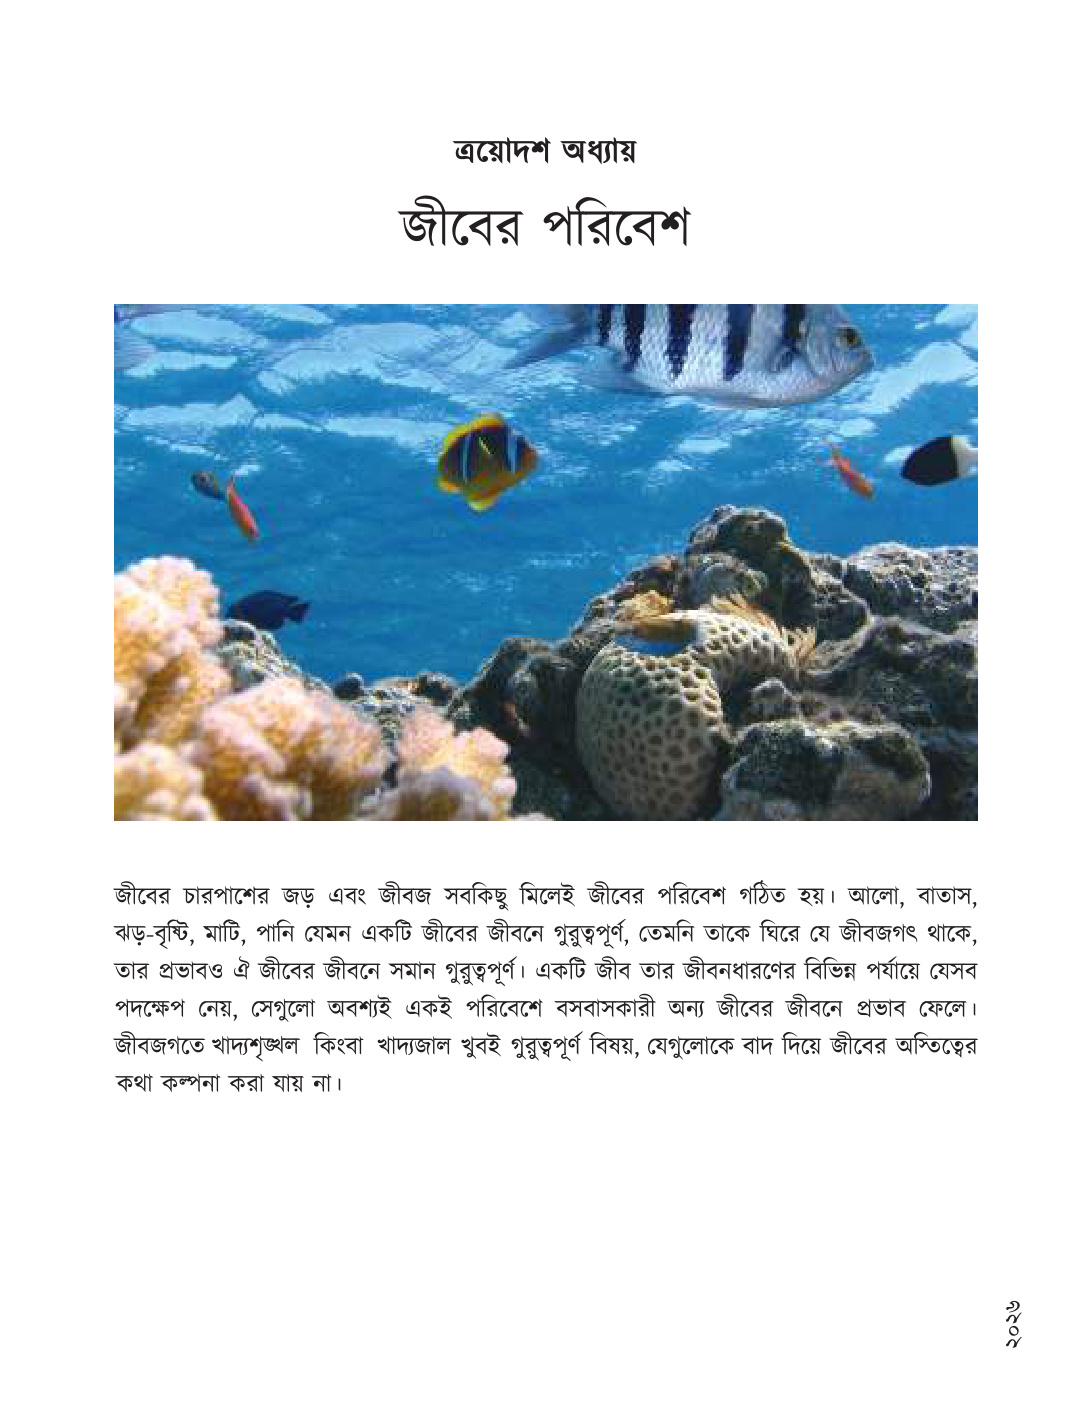 ত্রয়োদশ অধ্যায়
জীবের পরিবেশ
জীবের চারপাশের জড় এবং জীবজ সবকিছু মিলেই জীবের পরিবেশ গঠিত হয়। আলো, বাতাস,
ঝড়-বৃষ্টি, মাটি, পানি যেমন একটি জীবের জীবনে গুরুত্বপূর্ণ, তেমনি তাকে ঘিরে যে জীবজগৎ থাকে,
তার প্রভাবও ঐ জীবের জীবনে সমান গুরুত্বপূর্ণ। একটি জীব তার জীবনধারণের বিভিন্ন পর্যায়ে যেসব
পদক্ষেপ নেয়, সেগুলো অবশ্যই একই পরিবেশে বসবাসকারী অন্য জীবের জীবনে প্রভাব ফেলে।
জীবজগতে খাদ্যশৃঙ্খল কিংবা খাদ্যজাল খুবই গুরুত্বপূর্ণ বিষয়, যেগুলোকে বাদ দিয়ে জীবের অস্তিত্বের
কথা কল্পনা করা যায় না।
২০২৬